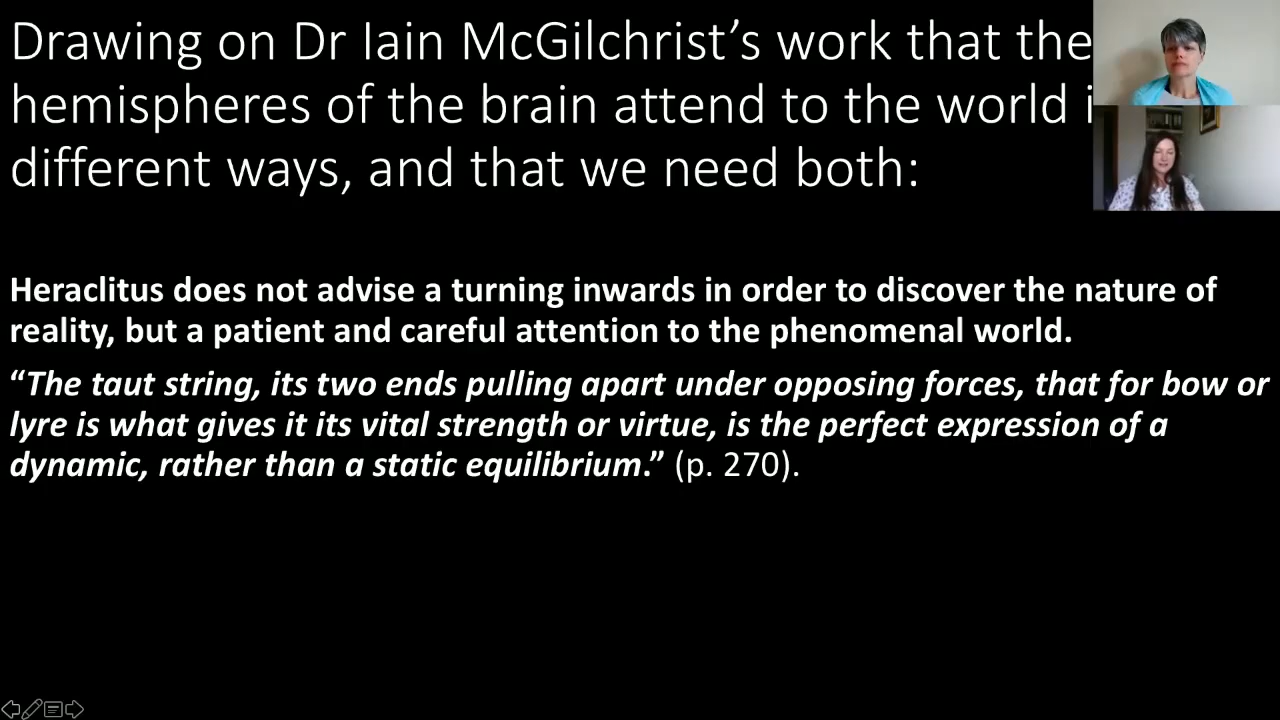 Drawing on Dr Iain McGilchrist’s work that the
hemispheres of the brain attend to the world
different ways, and that we need both:
Heraclitus does not advise a turning inwards in order to discover the nature of
reality, but a patient and careful attention to the phenomenal world.
“The taut string, its two ends pulling apart under opposing forces, that for bow or
lyre is what gives it its vital strength or virtue, is the perfect expression of a
dynamic, rather than a static equilibrium.” (p. 270).